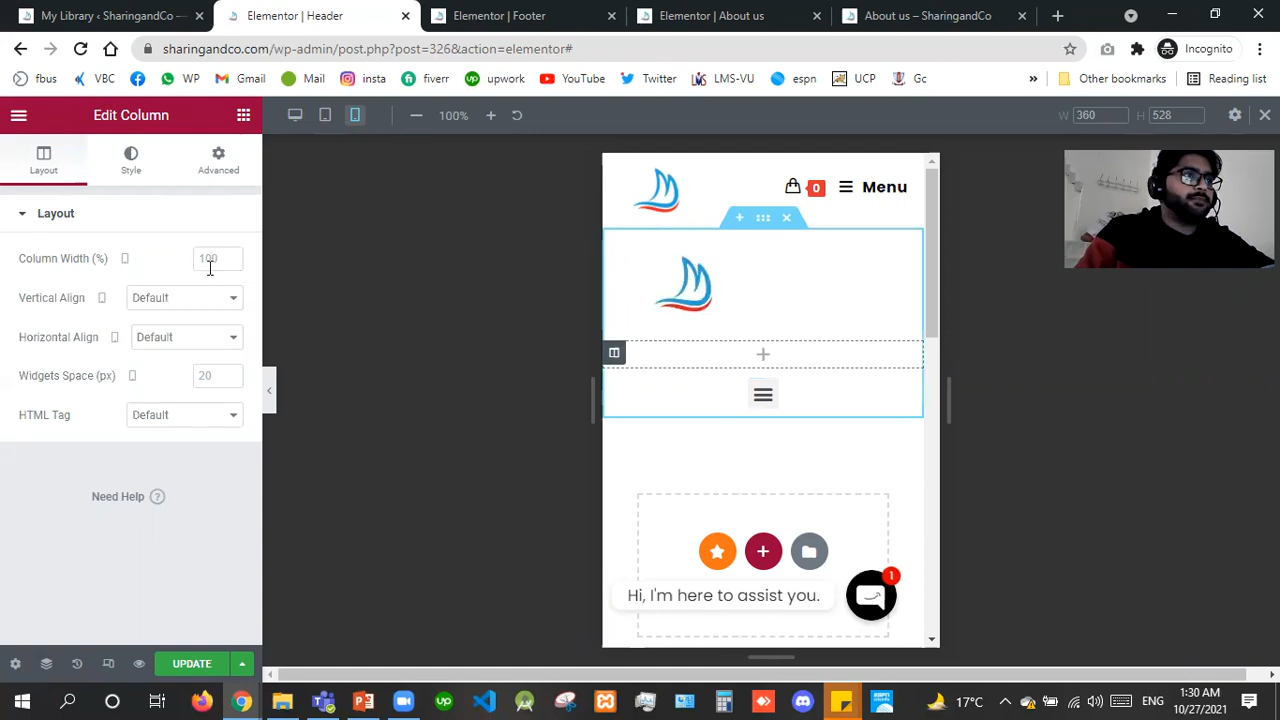 My Library ‹ SharingandCo —
Elementor | Header
Elementor | Footer
Elementor | About us
About us – SharingandCo
sharingandco.com/wp-admin/post.php?post=326&action=elementor#
Incognito
fbus
VBC
WP
Gmail
Mail
insta
fiverr
upwork
YouTube
Twitter
LMS-VU
espn
UCP
Gc
»
Other bookmarks
Reading list
Edit Column
100%
W 360
H 528
Layout
Style
Advanced
0
Menu
Layout
Column Width (%)
100
Vertical Align
Default
Horizontal Align
Default
Widgets Space (px)
20
HTML Tag
Default
Need Help
?
1
Hi, I'm here to assist you.
UPDATE
17°C
ENG
1:30 AM
10/27/2021